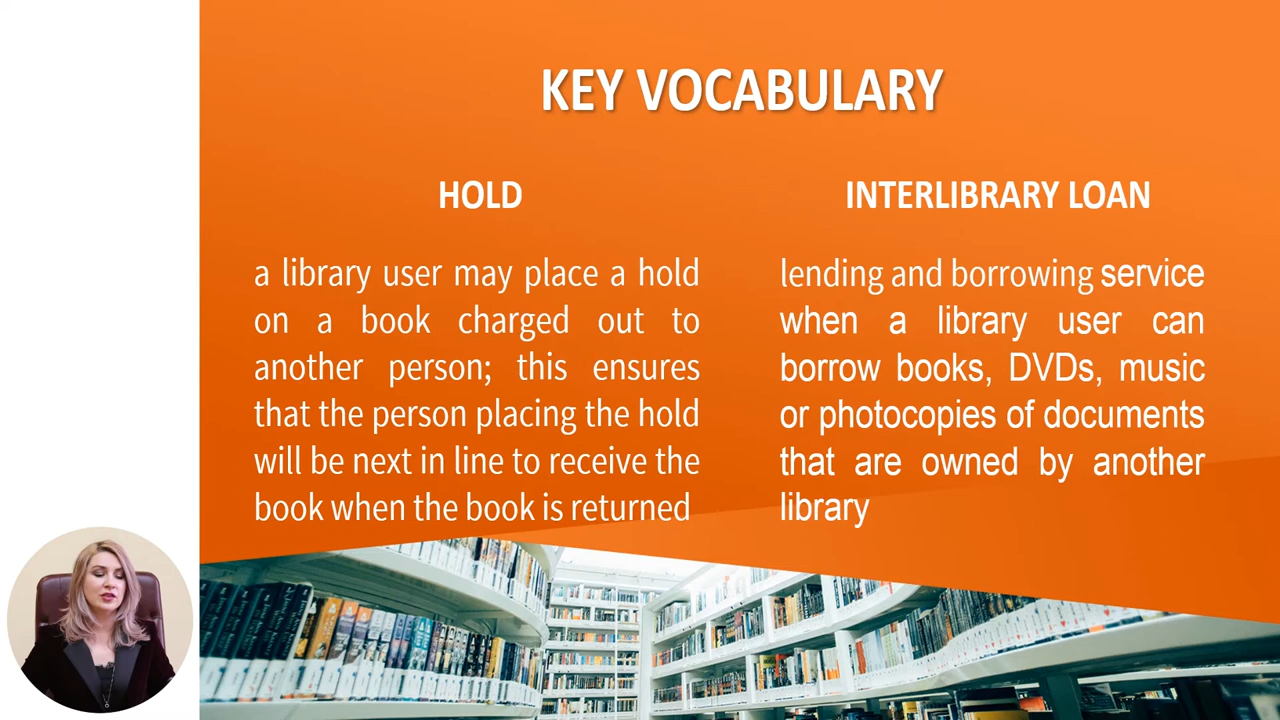 KEY VOCABULARY
HOLD
a library user may place a hold
on a book charged out to
another person; this ensures
that the person placing the hold
will be next in line to receive the
book when the book is returned
INTERLIBRARY LOAN
lending and borrowing service
when a library user can
borrow books, DVDs, music
or photocopies of documents
that are owned by another
library